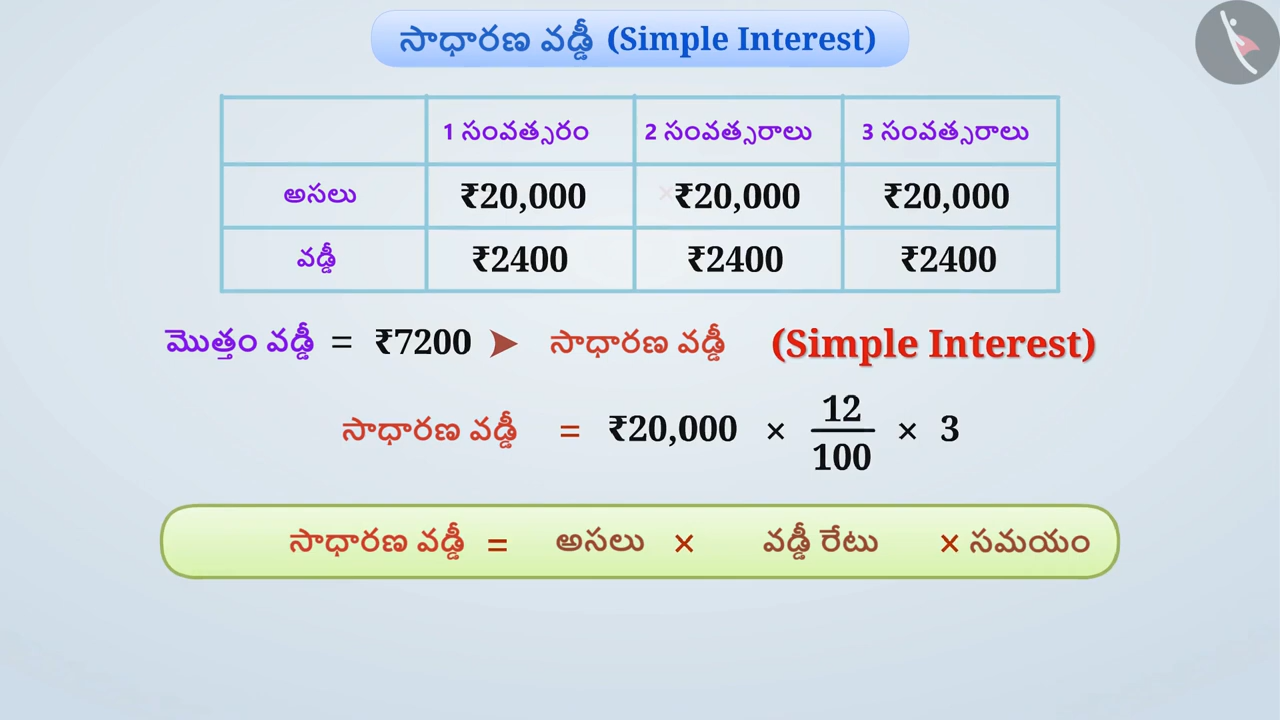 సాధారణ వడ్డీ (Simple Interest)
1 సంవత్సరం 2 సంవత్సరాలు 3 సంవత్సరాలు
అసలు ₹20,000 ₹20,000 ₹20,000
వడ్డీ ₹2400 ₹2400 ₹2400
మొత్తం వడ్డీ = ₹7200 ➤ సాధారణ వడ్డీ (Simple Interest)
సాధారణ వడ్డీ = ₹20,000 × 12/100 × 3
సాధారణ వడ్డీ = అసలు × వడ్డీ రేటు × సమయం